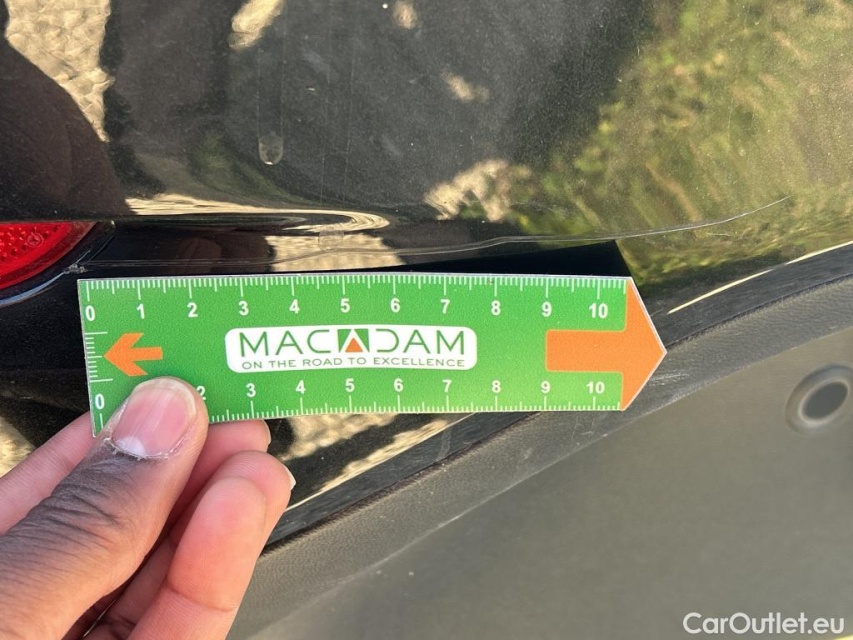 0 1 2 3 4 5 6 7 8 9 10
MACADAM
ON THE ROAD TO EXCELLENCE
0 2 3 4 5 6 7 8 9 10
CarOutlet.eu